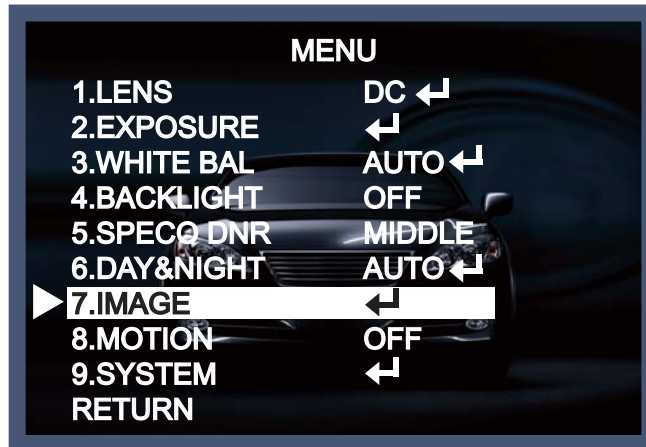 MENU
1.LENS DC ↵
2.EXPOSURE ↵
3.WHITE BAL AUTO ↵
4.BACKLIGHT OFF
5.SPECO DNR MIDDLE
6.DAY&NIGHT AUTO ↵
7.IMAGE ↵
8.MOTION OFF
9.SYSTEM ↵
RETURN